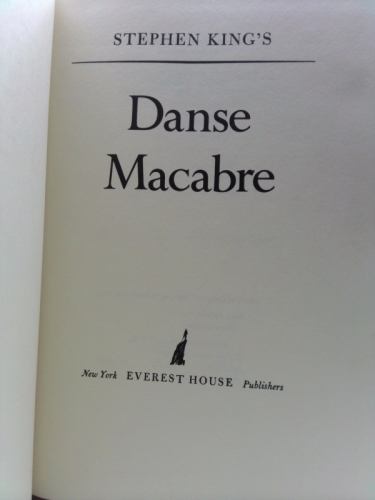 STEPHEN KING'S
Danse
Macabre
New York EVEREST HOUSE Publishers